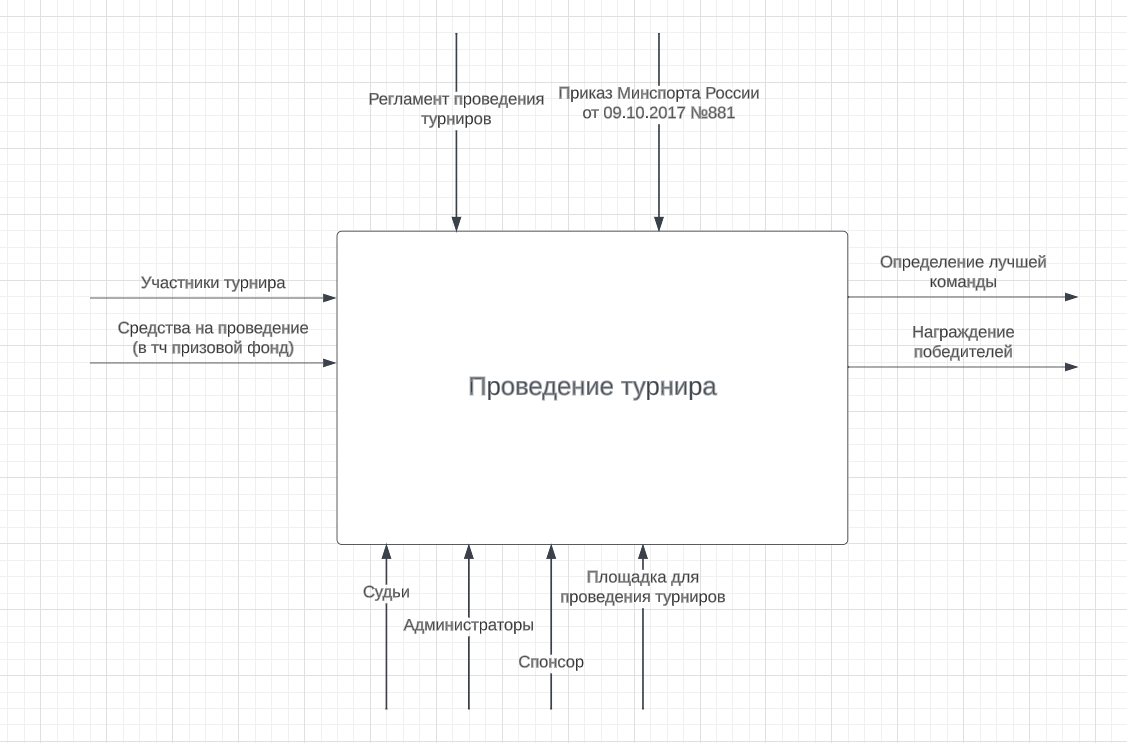 Регламент проведения
турниров
Приказ Минспорта России
от 09.10.2017 №881
Участники турнира
Средства на проведение
(в тч призовой фонд)
Проведение турнира
Определение лучшей
команды
Награждение
победителей
Судьи
Администраторы
Спонсор
Площадка для
проведения турниров